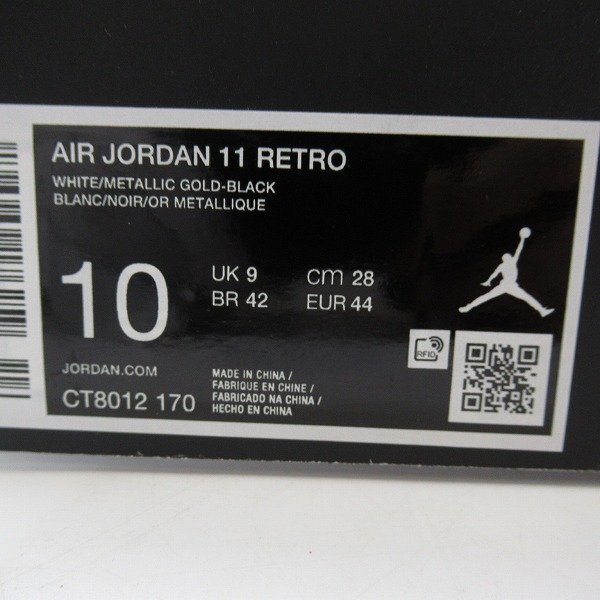 AIR JORDAN 11 RETRO
WHITE/METALLIC GOLD-BLACK
BLANC/NOIR/OR METALLIQUE
10
UK 9 cm 28
BR 42 EUR 44
RFID
JORDAN.COM
CT8012 170
MADE IN CHINA /
FABRIQUE EN CHINE /
FABRICADO NA CHINA /
HECHO EN CHINA